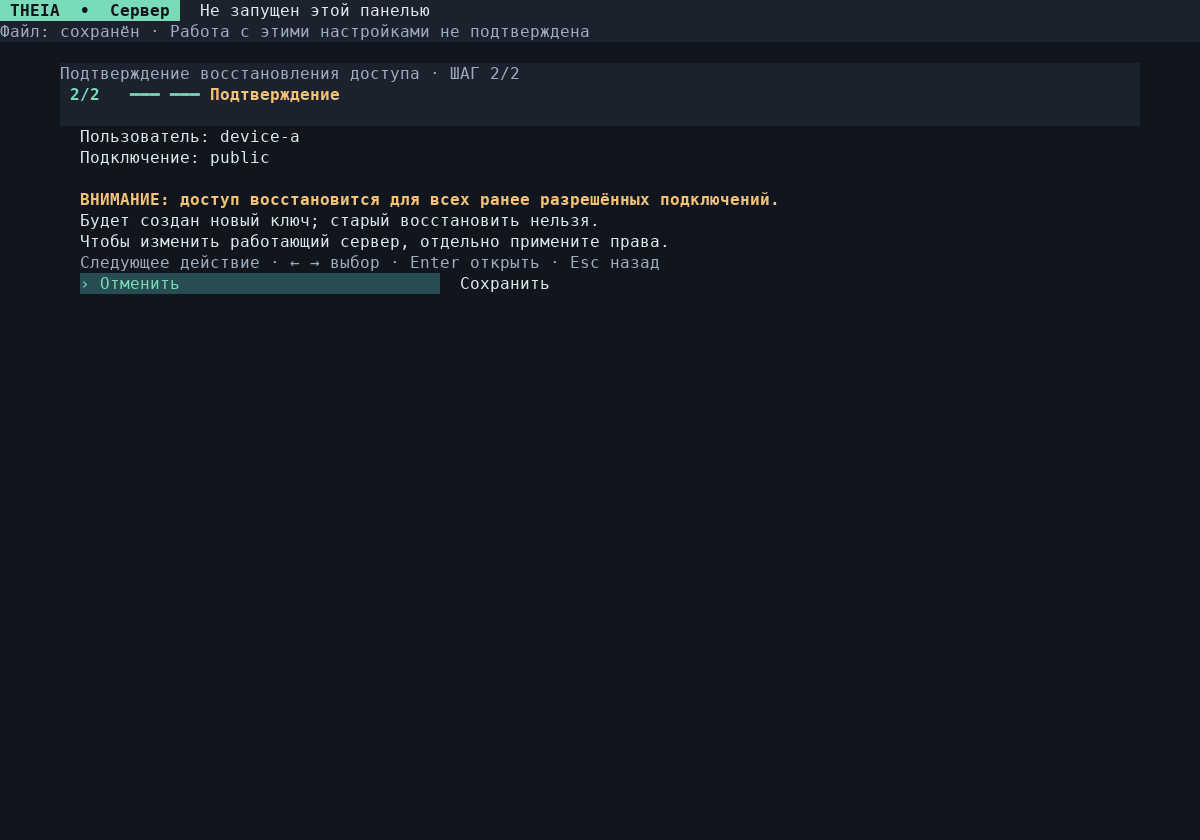 THEIA • Сервер Не запущен этой панелью
Файл: сохранён · Работа с этими настройками не подтверждена
Подтверждение восстановления доступа · ШАГ 2/2
2/2 ━━━ ━━━ Подтверждение
Пользователь: device-a
Подключение: public
ВНИМАНИЕ: доступ восстановится для всех ранее разрешённых подключений.
Будет создан новый ключ; старый восстановить нельзя.
Чтобы изменить работающий сервер, отдельно примените права.
Следующее действие · ← → выбор · Enter открыть · Esc назад
› Отменить Сохранить